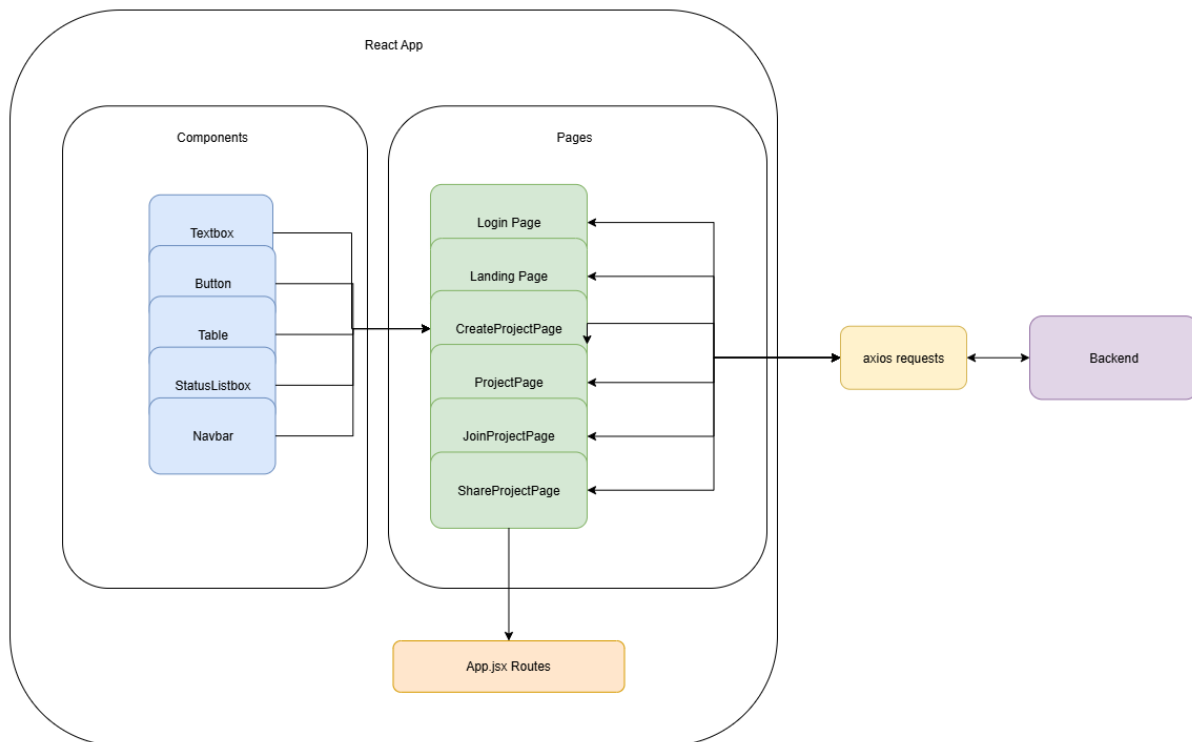 React App
Components
Pages
Textbox
Button
Table
StatusListbox
Navbar
Login Page
Landing Page
CreateProjectPage
ProjectPage
JoinProjectPage
ShareProjectPage
axios requests
Backend
App.jsx Routes